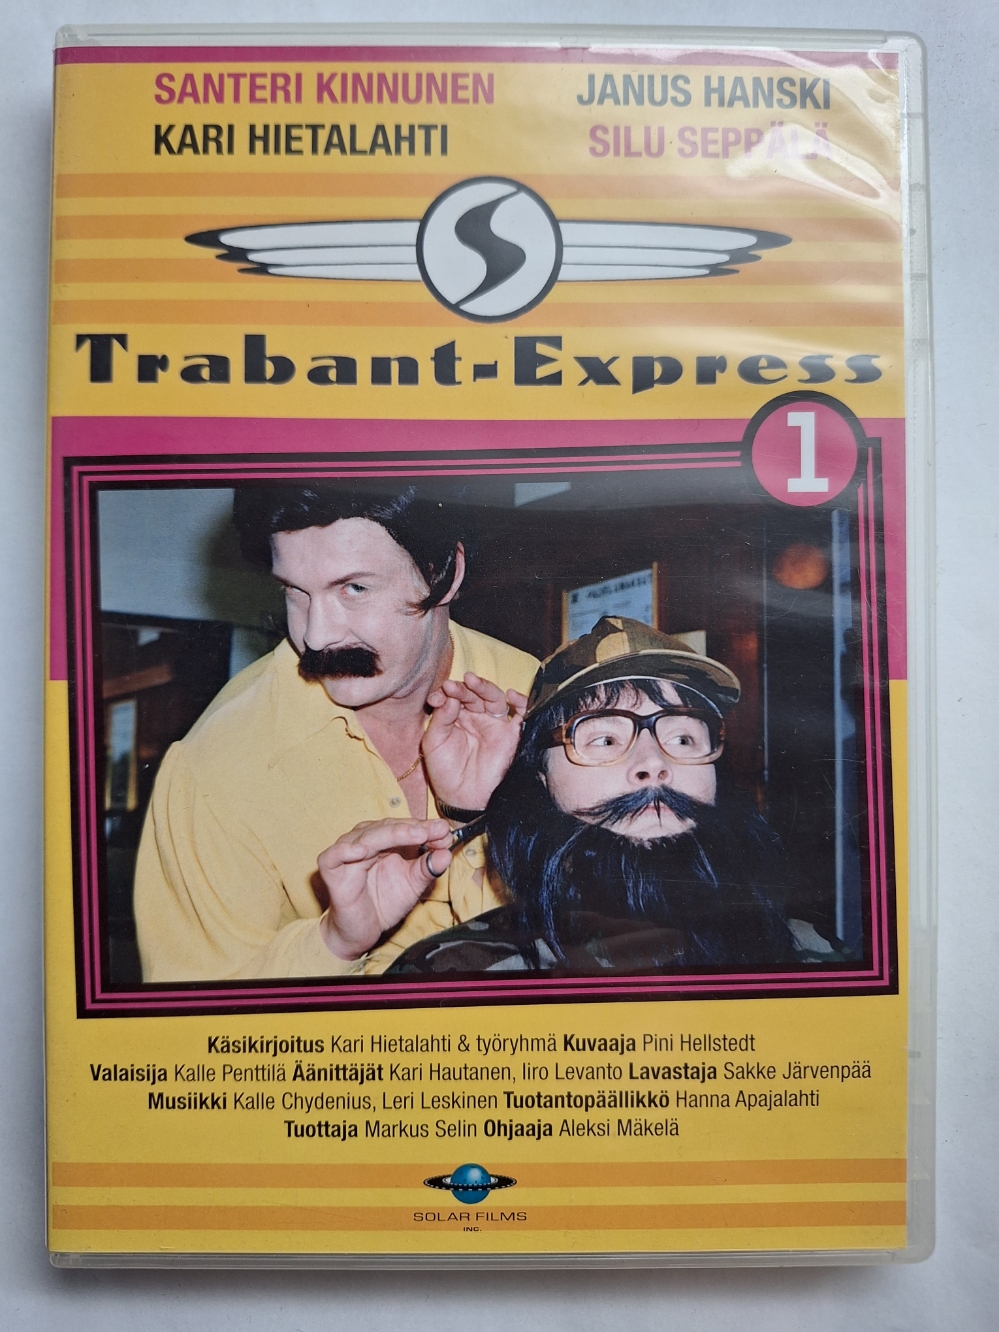 SANTERI KINNUNEN JANUS HANSKI
KARI HIETALAHTI SILU SEPPÄLÄ
S
Trabant-Express
1
Käsikirjoitus Kari Hietalahti & työryhmä Kuvaaja Pini Hellstedt
Valaisija Kalle Penttilä Äänittäjät Kari Hautanen, Iiro Levanto Lavastaja Sakke Järvenpää
Musiikki Kalle Chydenius, Leri Leskinen Tuotantopäällikkö Hanna Apajalahti
Tuottaja Markus Selin Ohjaaja Aleksi Mäkelä
SOLAR FILMS
INC.